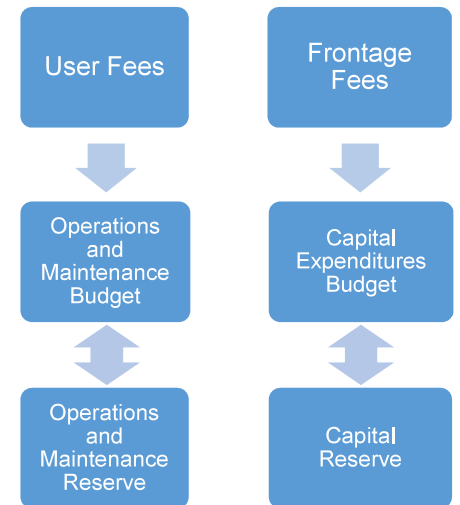 User Fees
Frontage
Fees
Operations
and
Maintenance
Budget
Capital
Expenditures
Budget
Operations
and
Maintenance
Reserve
Capital
Reserve